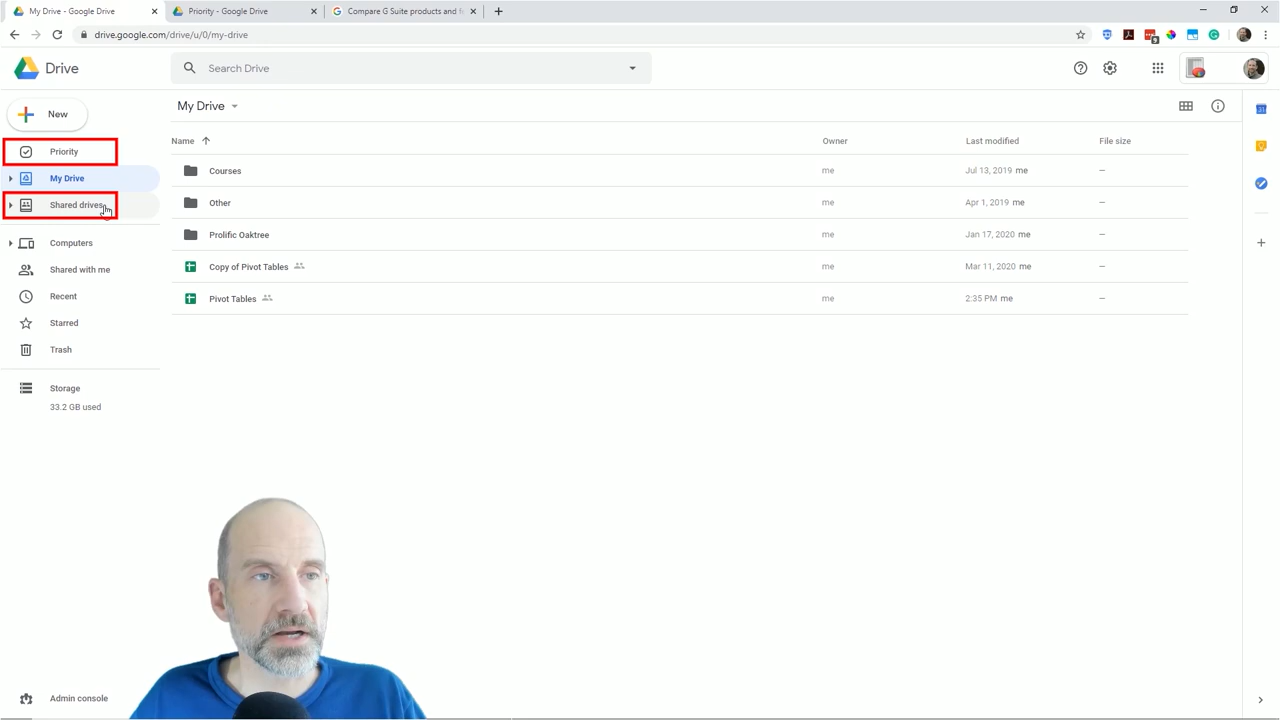 My Drive - Google Drive
Priority - Google Drive
Compare G Suite products and f
drive.google.com/drive/u/0/my-drive
Drive
Search Drive
New
My Drive
Name
Owner
Last modified
File size
Priority
My Drive
Shared drives
Computers
Shared with me
Recent
Starred
Trash
Storage
33.2 GB used
Admin console
Courses
me
Jul 13, 2019 me
—
Other
me
Apr 1, 2019 me
—
Prolific Oaktree
me
Jan 17, 2020 me
—
Copy of Pivot Tables
me
Mar 11, 2020 me
—
Pivot Tables
me
2:35 PM me
—